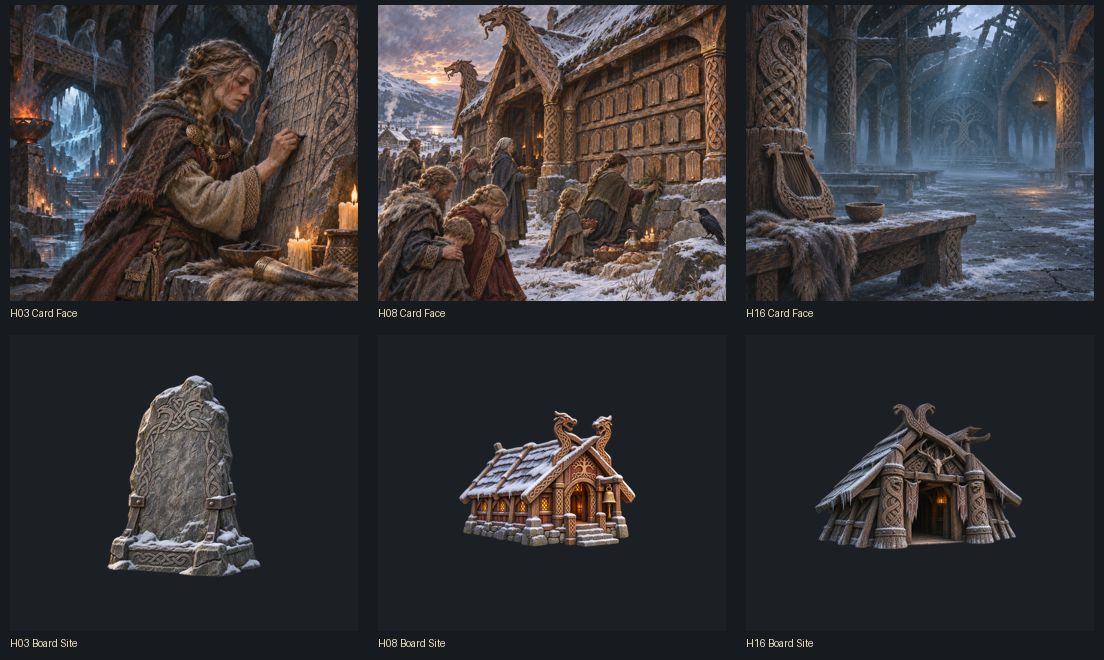 H03 Card Face
H08 Card Face
H16 Card Face
H03 Board Site
H08 Board Site
H16 Board Site